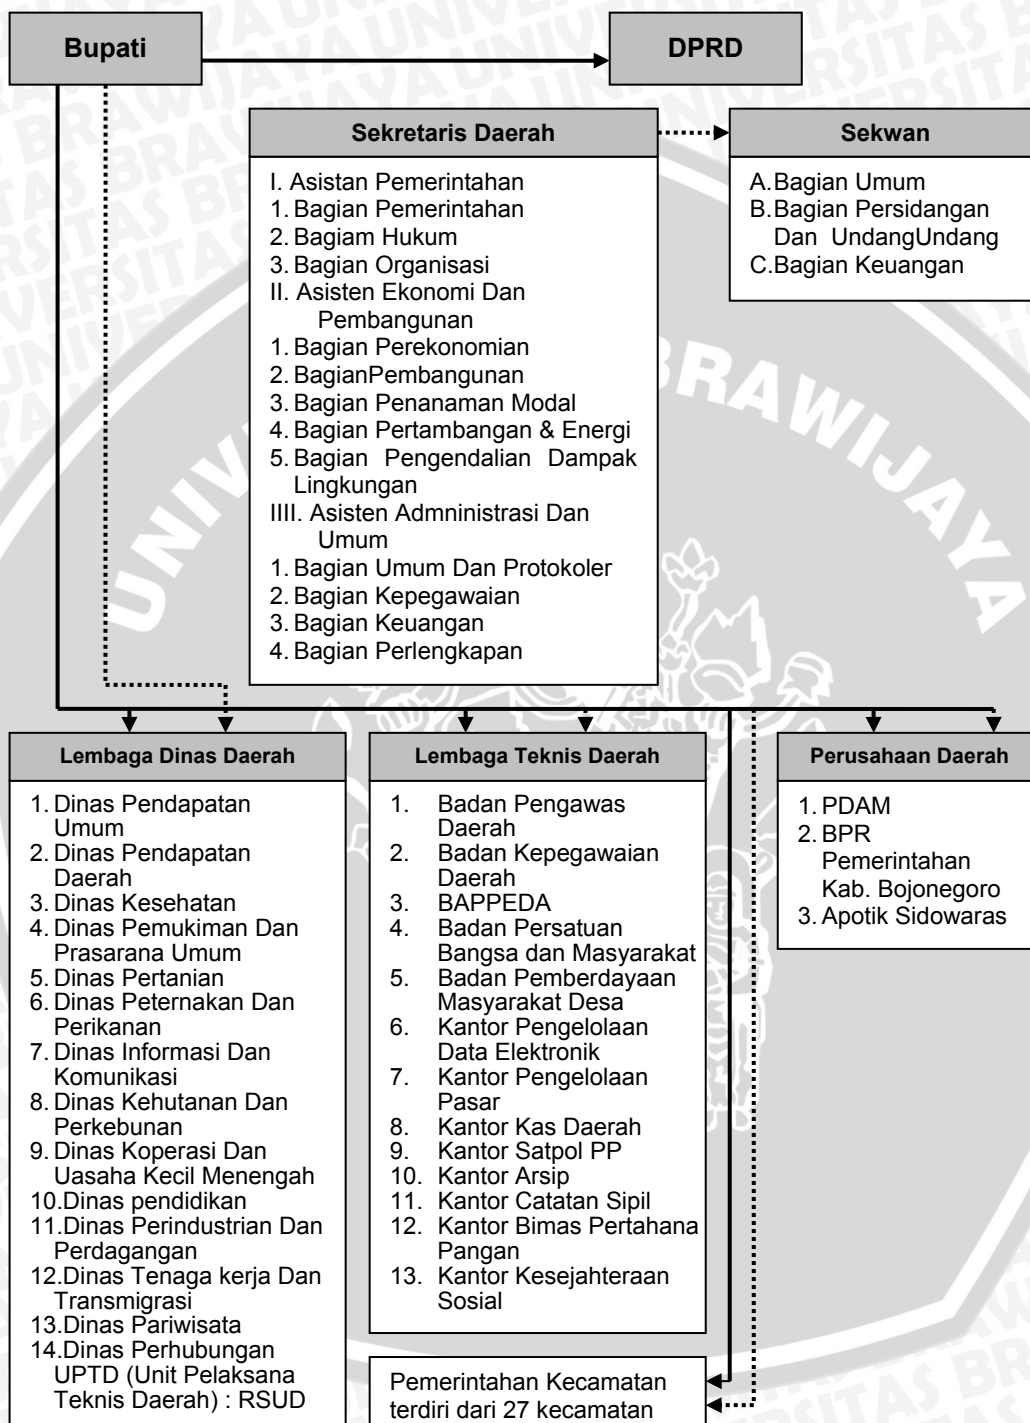 Bupati
DPRD
Sekretaris Daerah
Sekwan
I. Asistan Pemerintahan
1. Bagian Pemerintahan
2. Bagiam Hukum
3. Bagian Organisasi
II. Asisten Ekonomi Dan
Pembangunan
1. Bagian Perekonomian
2. BagianPembangunan
3. Bagian Penanaman Modal
4. Bagian Pertambangan & Energi
5. Bagian Pengendalian Dampak
Lingkungan
IIII. Asisten Admninistrasi Dan
Umum
1. Bagian Umum Dan Protokoler
2. Bagian Kepegawaian
3. Bagian Keuangan
4. Bagian Perlengkapan
A.Bagian Umum
B.Bagian Persidangan
Dan UndangUndang
C.Bagian Keuangan
Lembaga Dinas Daerah
1. Dinas Pendapatan
Umum
2. Dinas Pendapatan
Daerah
3. Dinas Kesehatan
4. Dinas Pemukiman Dan
Prasarana Umum
5. Dinas Pertanian
6. Dinas Peternakan Dan
Perikanan
7. Dinas Informasi Dan
Komunikasi
8. Dinas Kehutanan Dan
Perkebunan
9. Dinas Koperasi Dan
Uasaha Kecil Menengah
10.Dinas pendidikan
11.Dinas Perindustrian Dan
Perdagangan
12.Dinas Tenaga kerja Dan
Transmigrasi
13.Dinas Pariwisata
14.Dinas Perhubungan
UPTD (Unit Pelaksana
Teknis Daerah) : RSUD
Lembaga Teknis Daerah
1. Badan Pengawas
Daerah
2. Badan Kepegawaian
Daerah
3. BAPPEDA
4. Badan Persatuan
Bangsa dan Masyarakat
5. Badan Pemberdayaan
Masyarakat Desa
6. Kantor Pengelolaan
Data Elektronik
7. Kantor Pengelolaan
Pasar
8. Kantor Kas Daerah
9. Kantor Satpol PP
10. Kantor Arsip
11. Kantor Catatan Sipil
12. Kantor Bimas Pertahana
Pangan
13. Kantor Kesejahteraan
Sosial
Perusahaan Daerah
1. PDAM
2. BPR
Pemerintahan
Kab. Bojonegoro
3. Apotik Sidowaras
Pemerintahan Kecamatan
terdiri dari 27 kecamatan
BRAWIJAYA